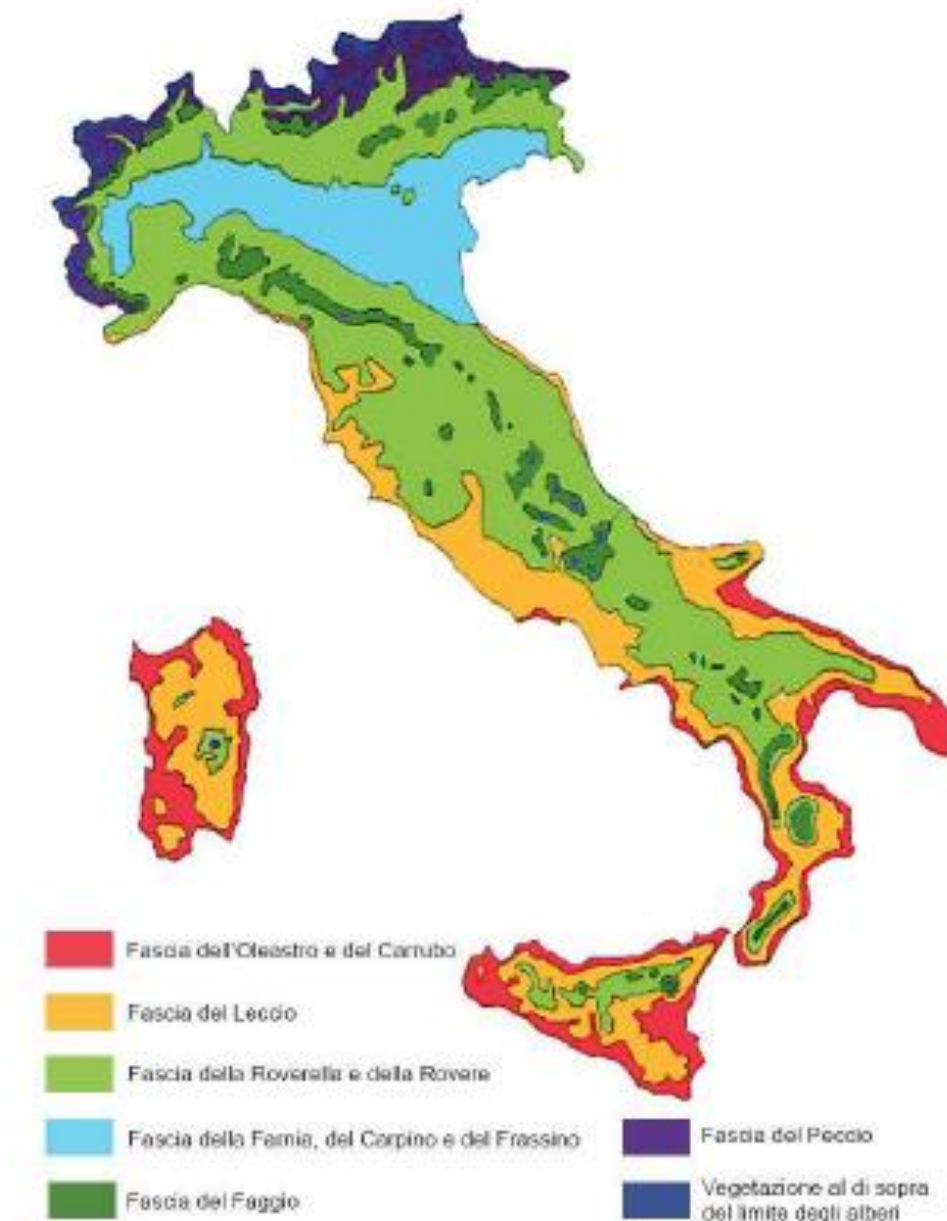 Fascia dell'Oleastro e del Carrubo
Fascia del Leccio
Fascia della Roverella e della Rovere
Fascia della Farnia, del Carpino e del Frassino
Fascia del Faggio
Fascia del Peccio
Vegetazione al di sopra
del limite degli alberi